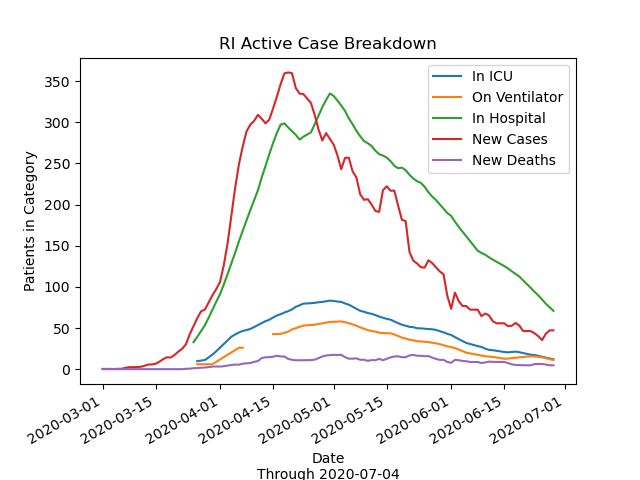 RI Active Case Breakdown
In ICU
On Ventilator
In Hospital
New Cases
New Deaths
Patients in Category
350
300
250
200
150
100
50
0
2020-03-01
2020-03-15
2020-04-01
2020-04-15
2020-05-01
2020-05-15
2020-06-01
2020-06-15
2020-07-01
Date
Through 2020-07-04